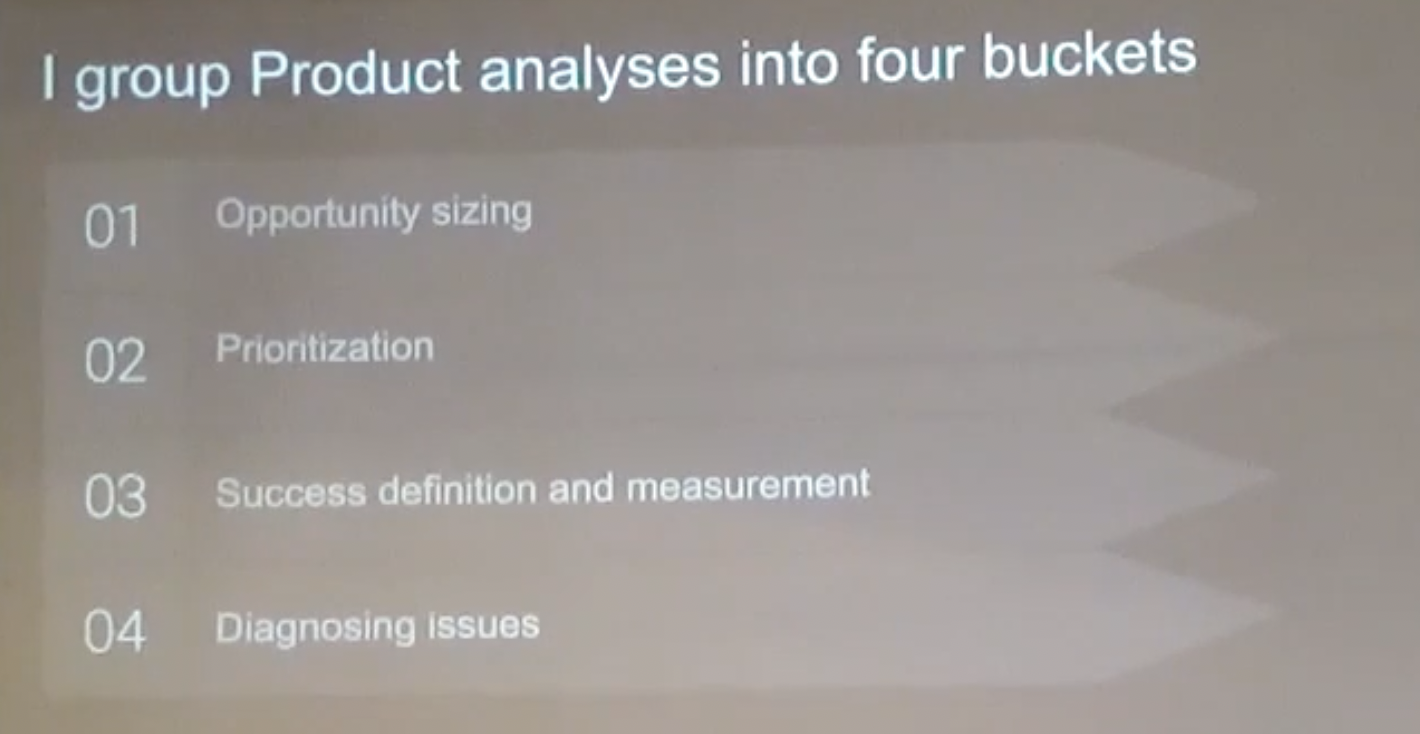 I group Product analyses into four buckets
01 Opportunity sizing
02 Prioritization
03 Success definition and measurement
04 Diagnosing issues